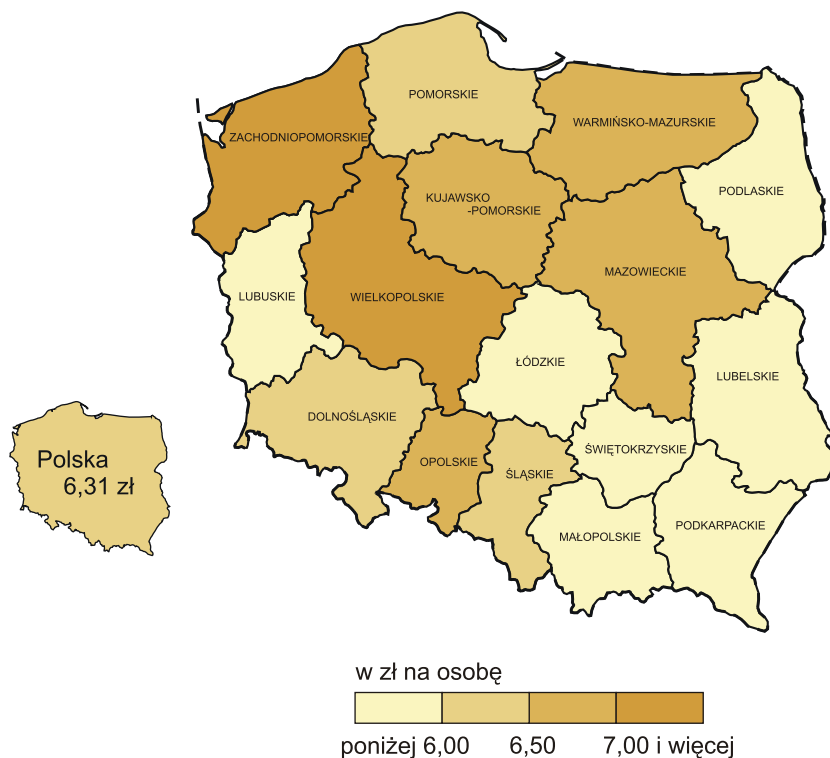 POMORSKIE
WARMIŃSKO-MAZURSKIE
ZACHODNIOPOMORSKIE
PODLASKIE
KUJAWSKO
-POMORSKIE
MAZOWIECKIE
LUBUSKIE
WIELKOPOLSKIE
ŁÓDZKIE
LUBELSKIE
DOLNOŚLĄSKIE
ŚWIĘTOKRZYSKIE
OPOLSKIE
ŚLĄSKIE
PODKARPACKIE
MAŁOPOLSKIE
Polska
6,31 zł
w zł na osobę
poniżej 6,00 6,50 7,00 i więcej